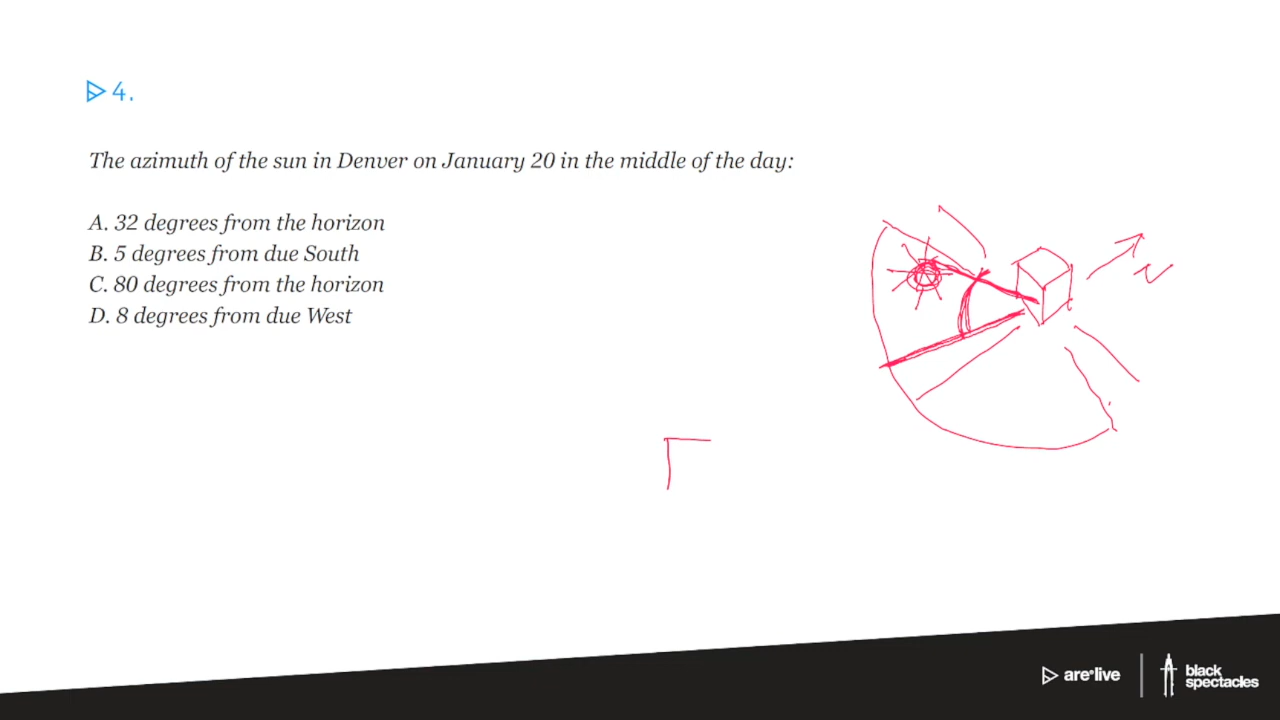 4.
The azimuth of the sun in Denver on January 20 in the middle of the day:
A. 32 degrees from the horizon
B. 5 degrees from due South
C. 80 degrees from the horizon
D. 8 degrees from due West
N
are•live
black
spectacles